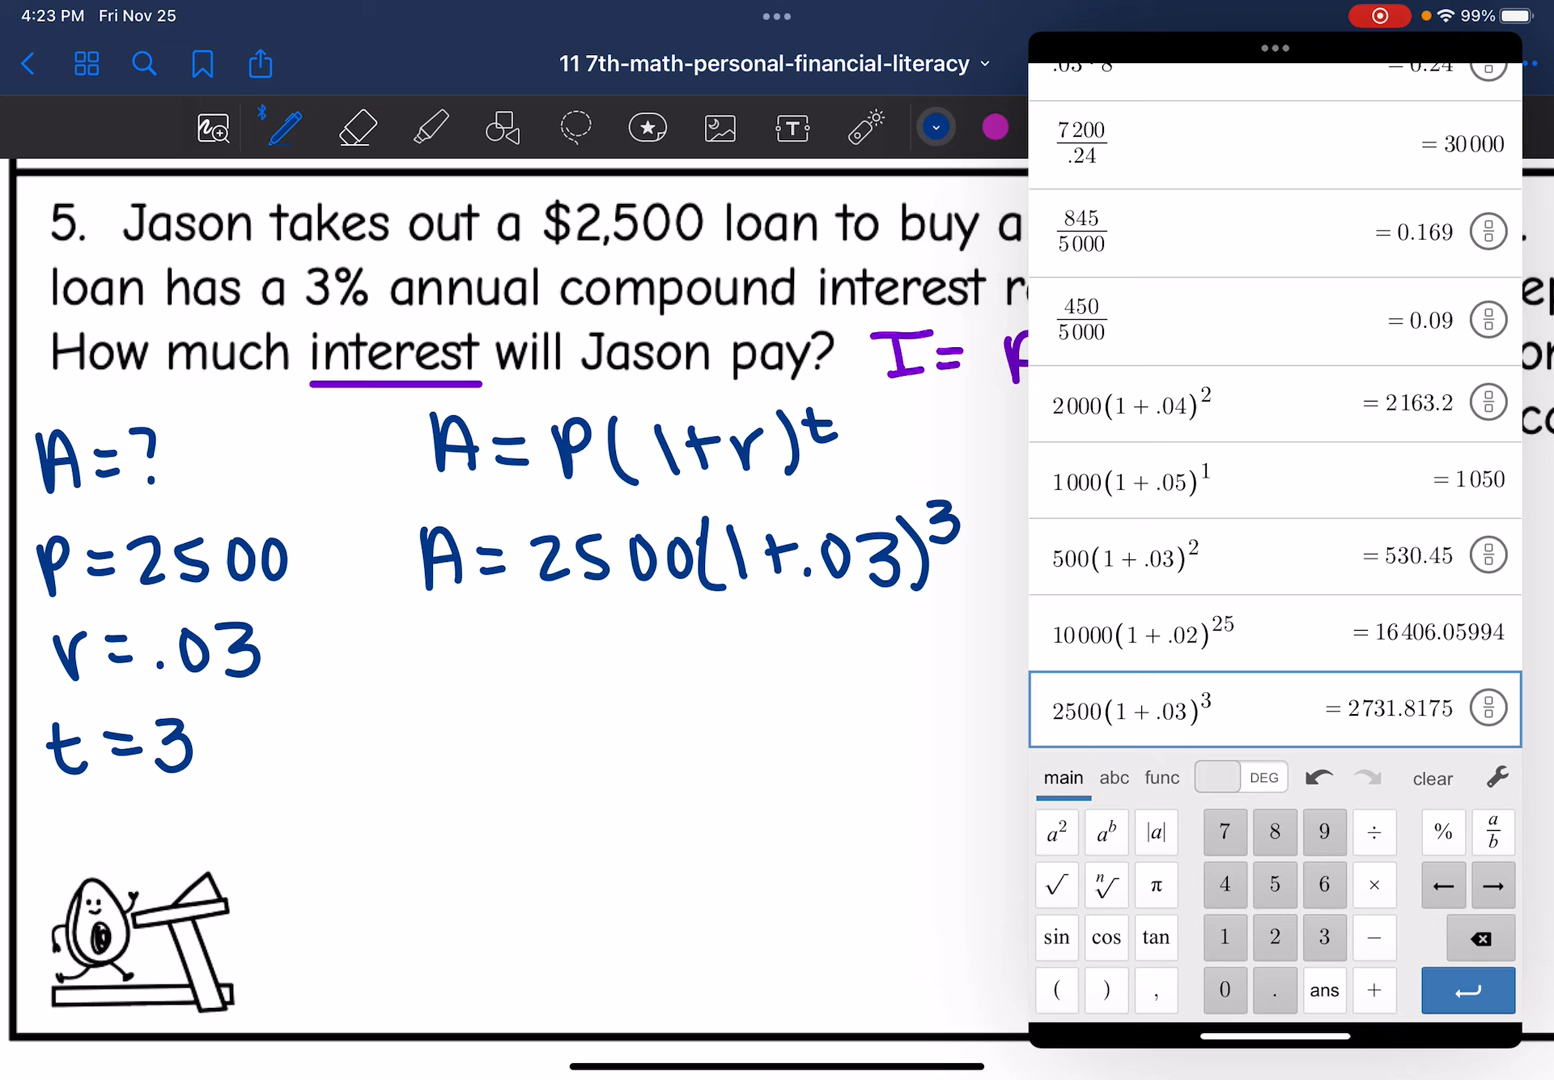 4:23 PM Fri Nov 25
99%
11 7th-math-personal-financial-literacy
T
5. Jason takes out a $2,500 loan to buy a
loan has a 3% annual compound interest
How much interest will Jason pay? I =
A = ?
P = 2500
r = .03
t = 3
A = P(1+r)^t
A = 2500(1+.03)^3
.03 · 8 = 0.24
7200/.24 = 30000
845/5000 = 0.169
450/5000 = 0.09
2000(1 + .04)^2 = 2163.2
1000(1 + .05)^1 = 1050
500(1 + .03)^2 = 530.45
10000(1 + .02)^25 = 16406.05994
2500(1 + .03)^3 = 2731.8175
main abc func DEG clear
a^2 a^b |a| 7 8 9 ÷ % a/b
√ n√ π 4 5 6 × ← →
sin cos tan 1 2 3 −
( ) , 0 . ans +